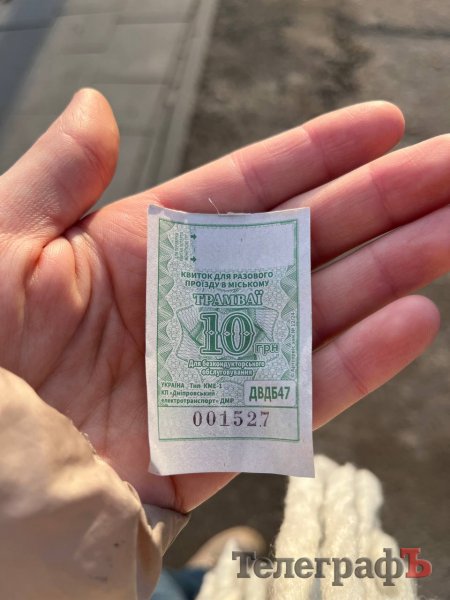 КВИТОК ДЛЯ РАЗОВОГО
ПРОЇЗДУ В МІСЬКОМУ
ТРАМВАЇ
10 грн
Для безкондукторського
обслуговування
УКРАЇНА Тип КМЕ-1
КП «Дніпровський
електротранспорт» ДМР
ДВДБ47
001527
ТелеграфЪ